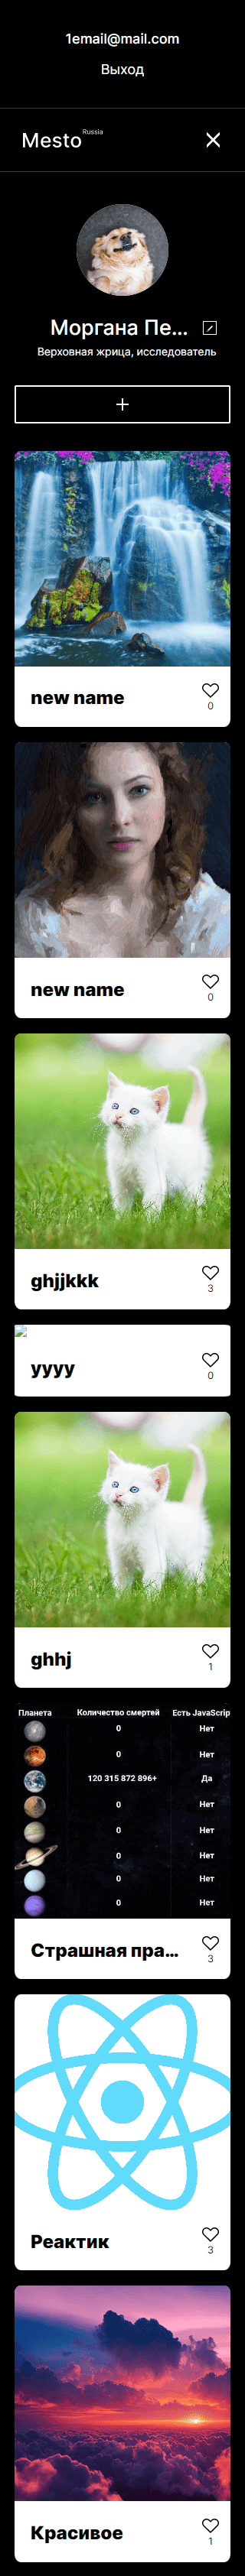 1email@mail.com
Выход
Mesto Russia
Моргана Пе...
Верховная жрица, исследователь
new name
0
new name
0
ghjjkkk
3
yyyy
0
ghhj
1
Планета Количество смертей Есть JavaScrip
0 Нет
0 Нет
120 315 872 896+ Да
0 Нет
0 Нет
0 Нет
0 Нет
0 Нет
Страшная пра...
3
Реактик
3
Красивое
1